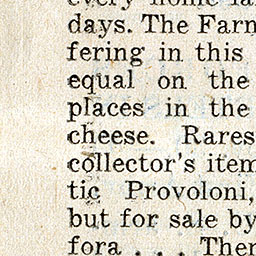 every home
days. The Farm
fering in this
equal on the
places in the
cheese. Rares
collector's item
tic Provoloni,
but for sale by
fora . . . Ther